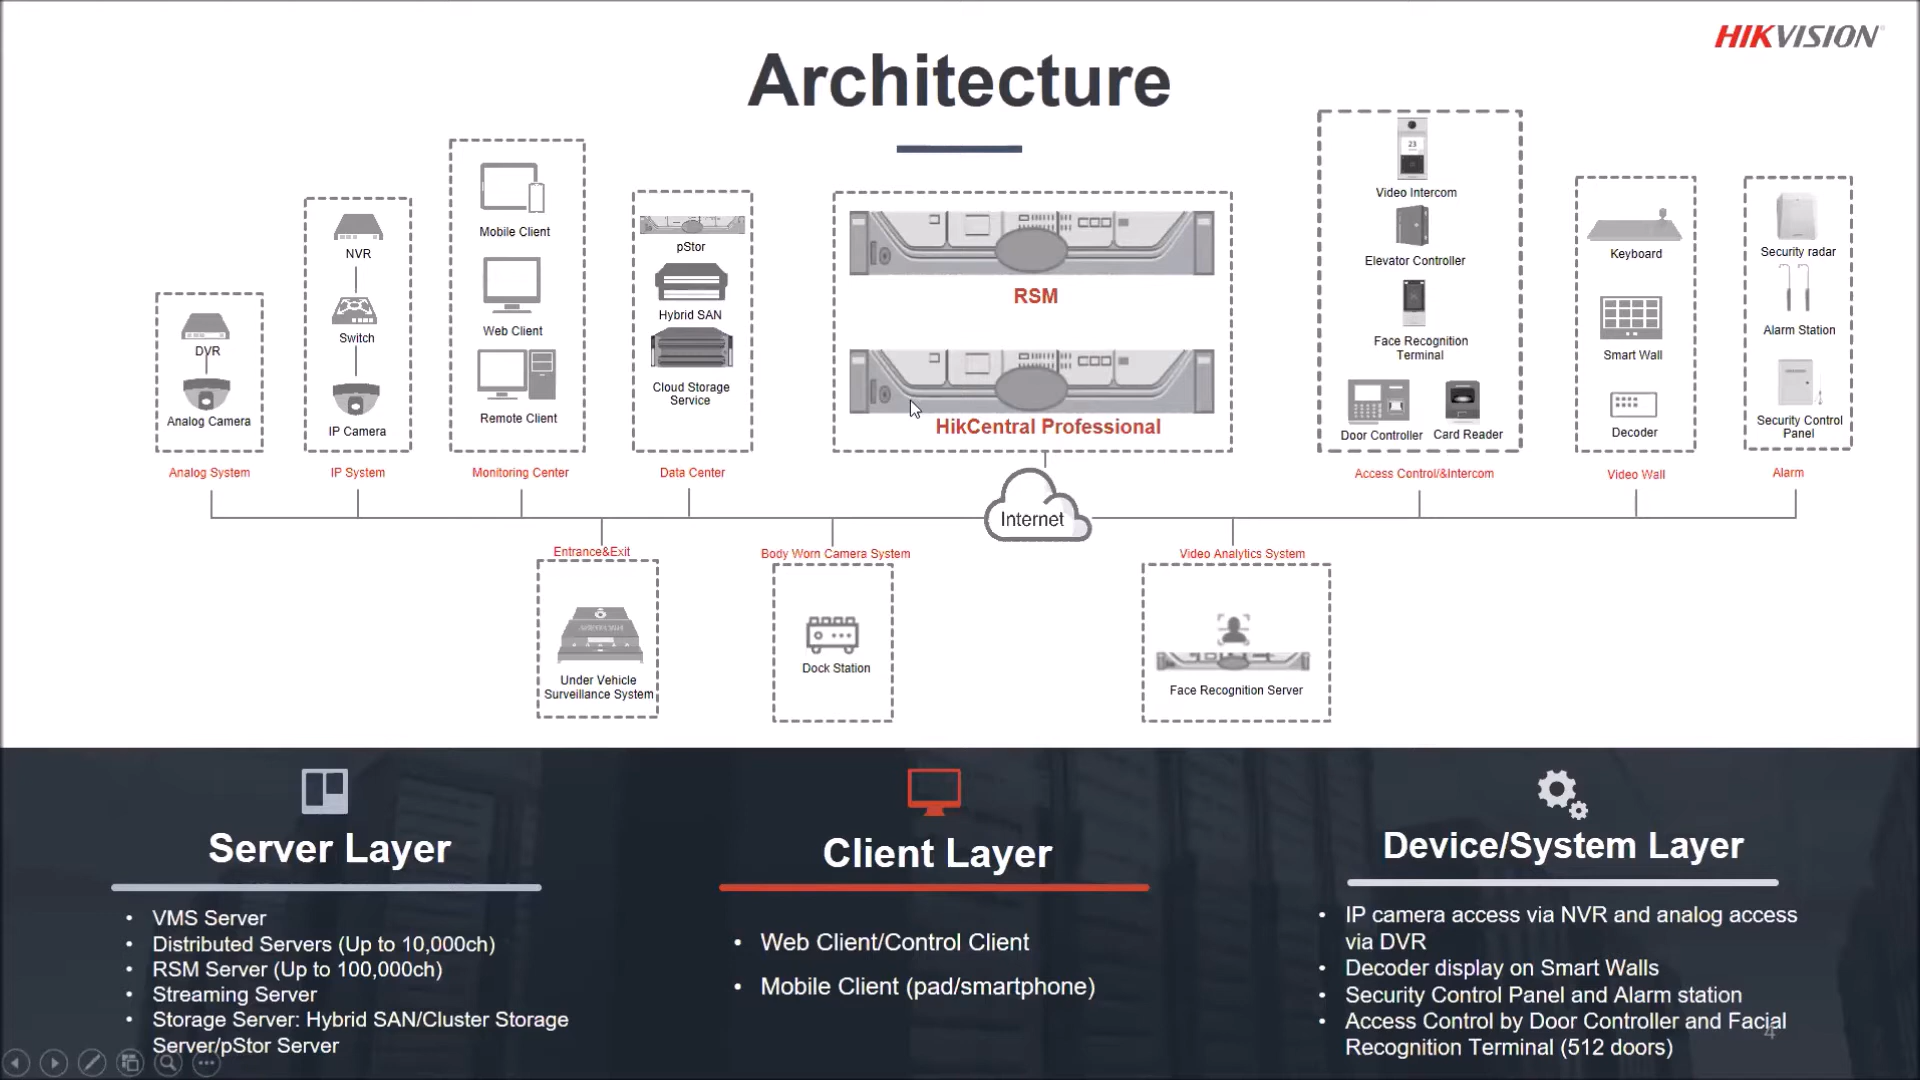 HIKVISION
Architecture
Mobile Client
Web Client
Remote Client
Monitoring Center
NVR
Switch
IP Camera
IP System
DVR
Analog Camera
Analog System
pStor
Hybrid SAN
Cloud Storage
Service
Data Center
RSM
HikCentral Professional
Internet
23
Video Intercom
Elevator Controller
Face Recognition
Terminal
Door Controller
Card Reader
Access Control/&Intercom
Keyboard
Smart Wall
Decoder
Video Wall
Security radar
Alarm Station
Security Control
Panel
Alarm
Entrance&Exit
Under Vehicle
Surveillance System
Body Worn Camera System
Dock Station
Video Analytics System
Face Recognition Server
Server Layer
• VMS Server
• Distributed Servers (Up to 10,000ch)
• RSM Server (Up to 100,000ch)
• Streaming Server
• Storage Server: Hybrid SAN/Cluster Storage
Server/pStor Server
Client Layer
• Web Client/Control Client
• Mobile Client (pad/smartphone)
Device/System Layer
• IP camera access via NVR and analog access
via DVR
• Decoder display on Smart Walls
• Security Control Panel and Alarm station
• Access Control by Door Controller and Facial
Recognition Terminal (512 doors)
4